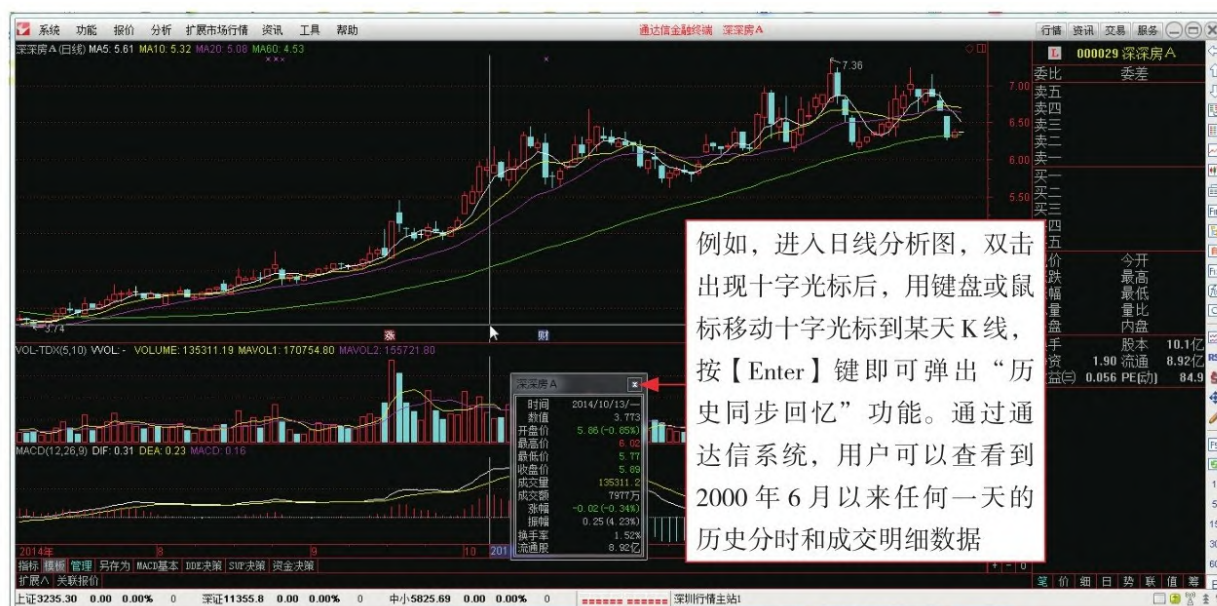 系统 功能 报价 分析 扩展市场行情 资讯 工具 帮助
通达信金融终端 深深房A
行情 资讯 交易 服务
深深房A(日线) MA5: 5.61 MA10: 5.32 MA20: 5.08 MA60: 4.53
L 000029 深深房A
委比 委差
卖五
卖四
卖三
卖二
卖一
买一
买二
买三
7.36
7.00
6.50
6.00
5.50
3.74
涨
财
例如，进入日线分析图，双击
出现十字光标后，用键盘或鼠
标移动十字光标到某天K线，
按【Enter】键即可弹出“历
史同步回忆”功能。通过通
达信系统，用户可以查看到
2000年6月以来任何一天的
历史分时和成交明细数据
今开
最高
最低
量比
内盘
股本 10.1亿
1.90 流通 8.92亿
0.056 PE(动) 84.9
VOL-TDX(5,10) VVOL: - VOLUME: 135311.19 MAVOL1: 170754.80 MAVOL2: 155721.80
深深房A
时间 2014/10/13/一
数值 3.773
开盘价 5.86(-0.85%)
最高价 6.02
最低价 5.77
收盘价 5.89
成交量 135311.2
成交额 7977万
涨幅 -0.02(-0.34%)
振幅 0.25(4.23%)
换手率 1.52%
流通股 8.92亿
MACD(12,26,9) DIF: 0.31 DEA: 0.23 MACD: 0.16
2014年 8 9 10
指标 模板 管理 另存为 MACD基本 DDE决策 SUP决策 资金决策
扩展∧ 关联报价
笔 价 细 日 势 联 值 筹
上证3235.30 0.00 0.00% 0 深证11355.8 0.00 0.00% 0 中小5825.69 0.00 0.00% 0 深圳行情主站1